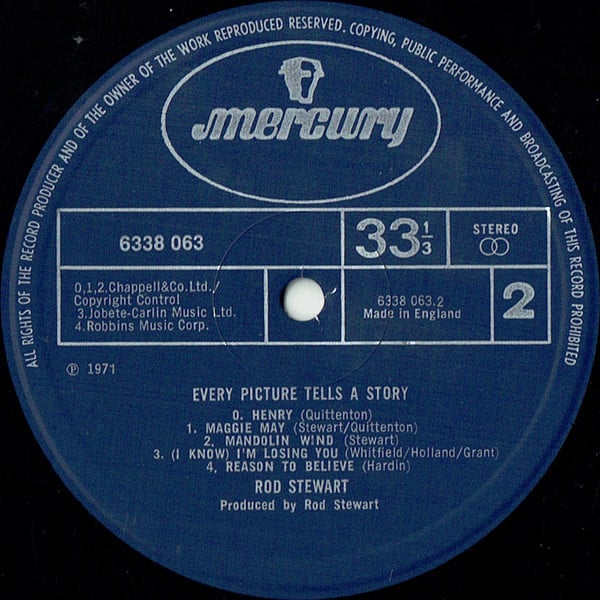 ALL RIGHTS OF THE RECORD PRODUCER AND OF THE OWNER OF THE WORK REPRODUCED RESERVED. COPYING, PUBLIC PERFORMANCE AND BROADCASTING OF THIS RECORD PROHIBITED
mercury
6338 063
33 1/3
STEREO
0,1,2.Chappell&Co.Ltd./
Copyright Control
3.Jobete-Carlin Music Ltd.
4.Robbins Music Corp.
6338 063.2
Made in England
2
℗ 1971
EVERY PICTURE TELLS A STORY
0. HENRY (Quittenton)
1. MAGGIE MAY (Stewart/Quittenton)
2. MANDOLIN WIND (Stewart)
3. (I KNOW) I'M LOSING YOU (Whitfield/Holland/Grant)
4. REASON TO BELIEVE (Hardin)
ROD STEWART
Produced by Rod Stewart